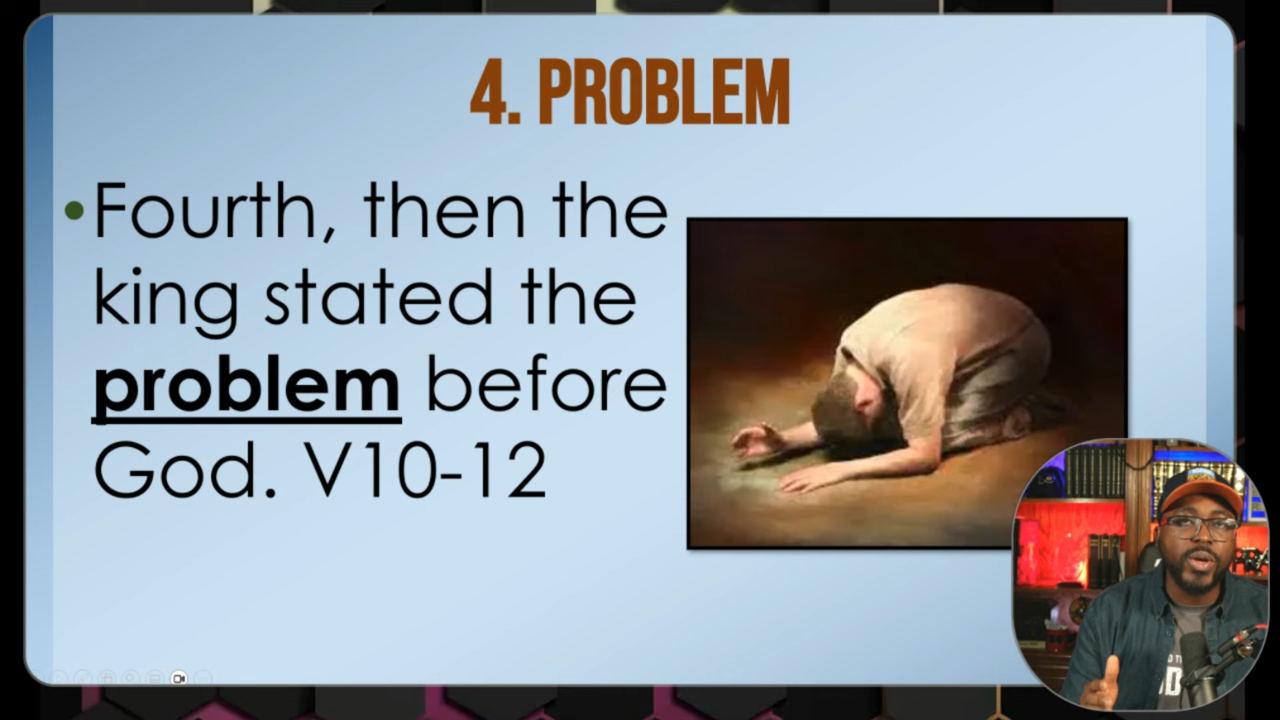 4. PROBLEM
•Fourth, then the
king stated the
problem before
God. V10-12